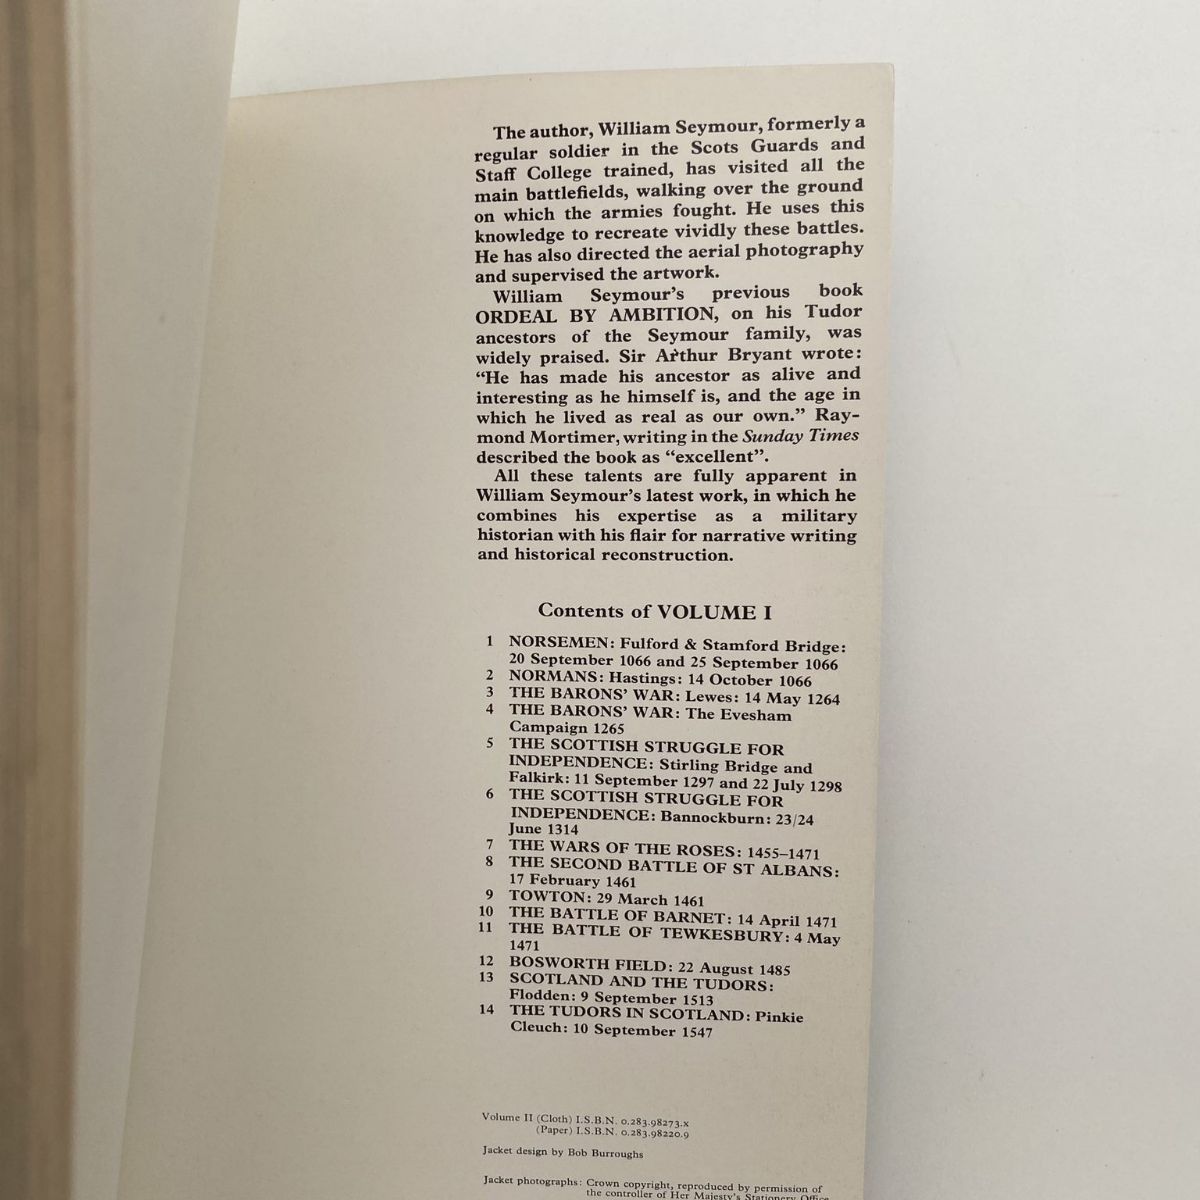 The author, William Seymour, formerly a
regular soldier in the Scots Guards and
Staff College trained, has visited all the
main battlefields, walking over the ground
on which the armies fought. He uses this
knowledge to recreate vividly these battles.
He has also directed the aerial photography
and supervised the artwork.
William Seymour's previous book
ORDEAL BY AMBITION, on his Tudor
ancestors of the Seymour family, was
widely praised. Sir Arthur Bryant wrote:
“He has made his ancestor as alive and
interesting as he himself is, and the age in
which he lived as real as our own.” Ray-
mond Mortimer, writing in the Sunday Times
described the book as “excellent”.
All these talents are fully apparent in
William Seymour's latest work, in which he
combines his expertise as a military
historian with his flair for narrative writing
and historical reconstruction.
Contents of VOLUME I
1 NORSEMEN: Fulford & Stamford Bridge:
20 September 1066 and 25 September 1066
2 NORMANS: Hastings: 14 October 1066
3 THE BARONS' WAR: Lewes: 14 May 1264
4 THE BARONS' WAR: The Evesham
Campaign 1265
5 THE SCOTTISH STRUGGLE FOR
INDEPENDENCE: Stirling Bridge and
Falkirk: 11 September 1297 and 22 July 1298
6 THE SCOTTISH STRUGGLE FOR
INDEPENDENCE: Bannockburn: 23/24
June 1314
7 THE WARS OF THE ROSES: 1455–1471
8 THE SECOND BATTLE OF ST ALBANS:
17 February 1461
9 TOWTON: 29 March 1461
10 THE BATTLE OF BARNET: 14 April 1471
11 THE BATTLE OF TEWKESBURY: 4 May
1471
12 BOSWORTH FIELD: 22 August 1485
13 SCOTLAND AND THE TUDORS:
Flodden: 9 September 1513
14 THE TUDORS IN SCOTLAND: Pinkie
Cleuch: 10 September 1547
Volume II (Cloth) I.S.B.N. 0.283.98273.x
(Paper) I.S.B.N. 0.283.98220.9
Jacket design by Bob Burroughs
Jacket photographs: Crown copyright, reproduced by permission of
the controller of Her Majesty's Stationery Office